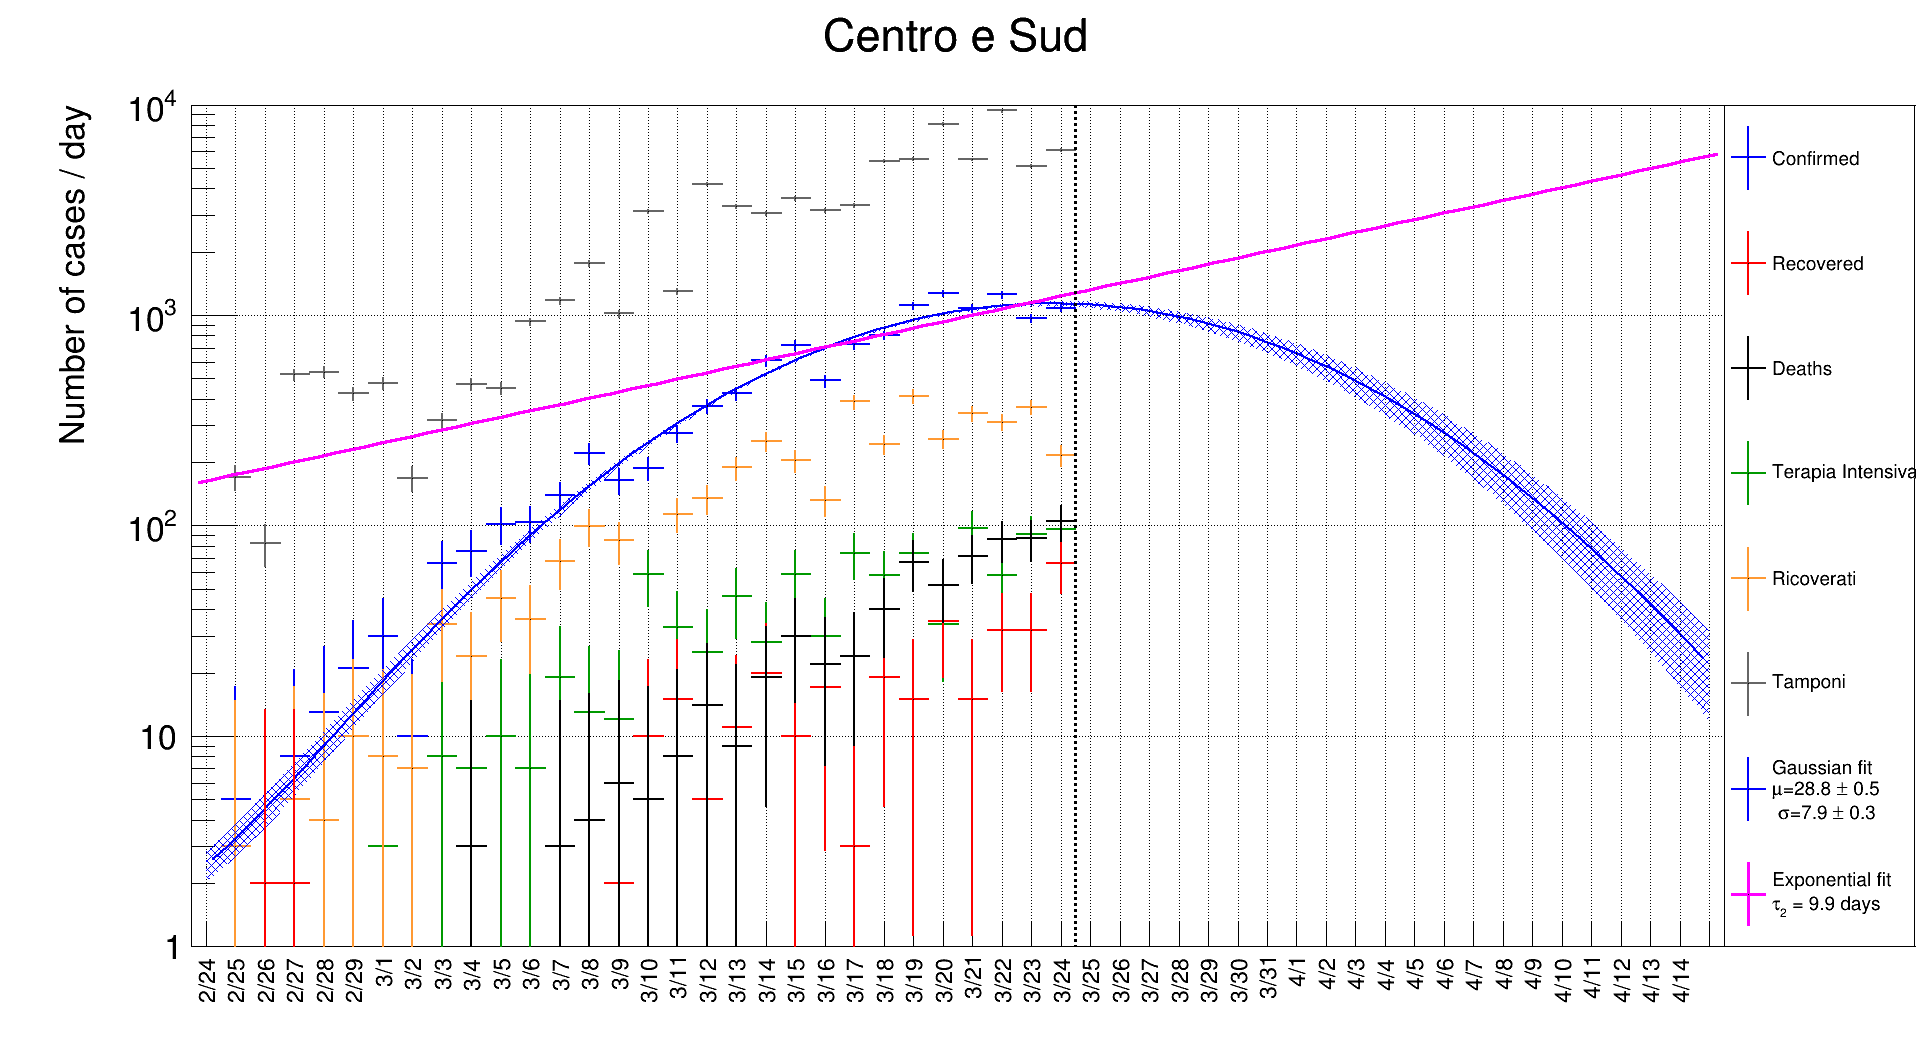 Centro e Sud
Number of cases / day
10⁴
10³
10²
10
1
2/24 2/25 2/26 2/27 2/28 2/29 3/1 3/2 3/3 3/4 3/5 3/6 3/7 3/8 3/9 3/10 3/11 3/12 3/13 3/14 3/15 3/16 3/17 3/18 3/19 3/20 3/21 3/22 3/23 3/24 3/25 3/26 3/27 3/28 3/29 3/30 3/31 4/1 4/2 4/3 4/4 4/5 4/6 4/7 4/8 4/9 4/10 4/11 4/12 4/13 4/14
Confirmed
Recovered
Deaths
Terapia Intensiva
Ricoverati
Tamponi
Gaussian fit
μ=28.8 ± 0.5
σ=7.9 ± 0.3
Exponential fit
τ₂ = 9.9 days